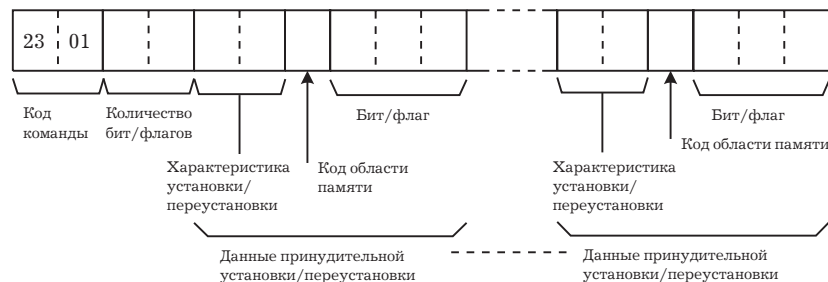 23 01
Код
команды
Количество
бит/флагов
Бит/флаг
Бит/флаг
Код области памяти
Характеристика
установки/
переустановки
Код области
памяти
Характеристика
установки/
переустановки
Данные принудительной
установки/переустановки
Данные принудительной
установки/переустановки